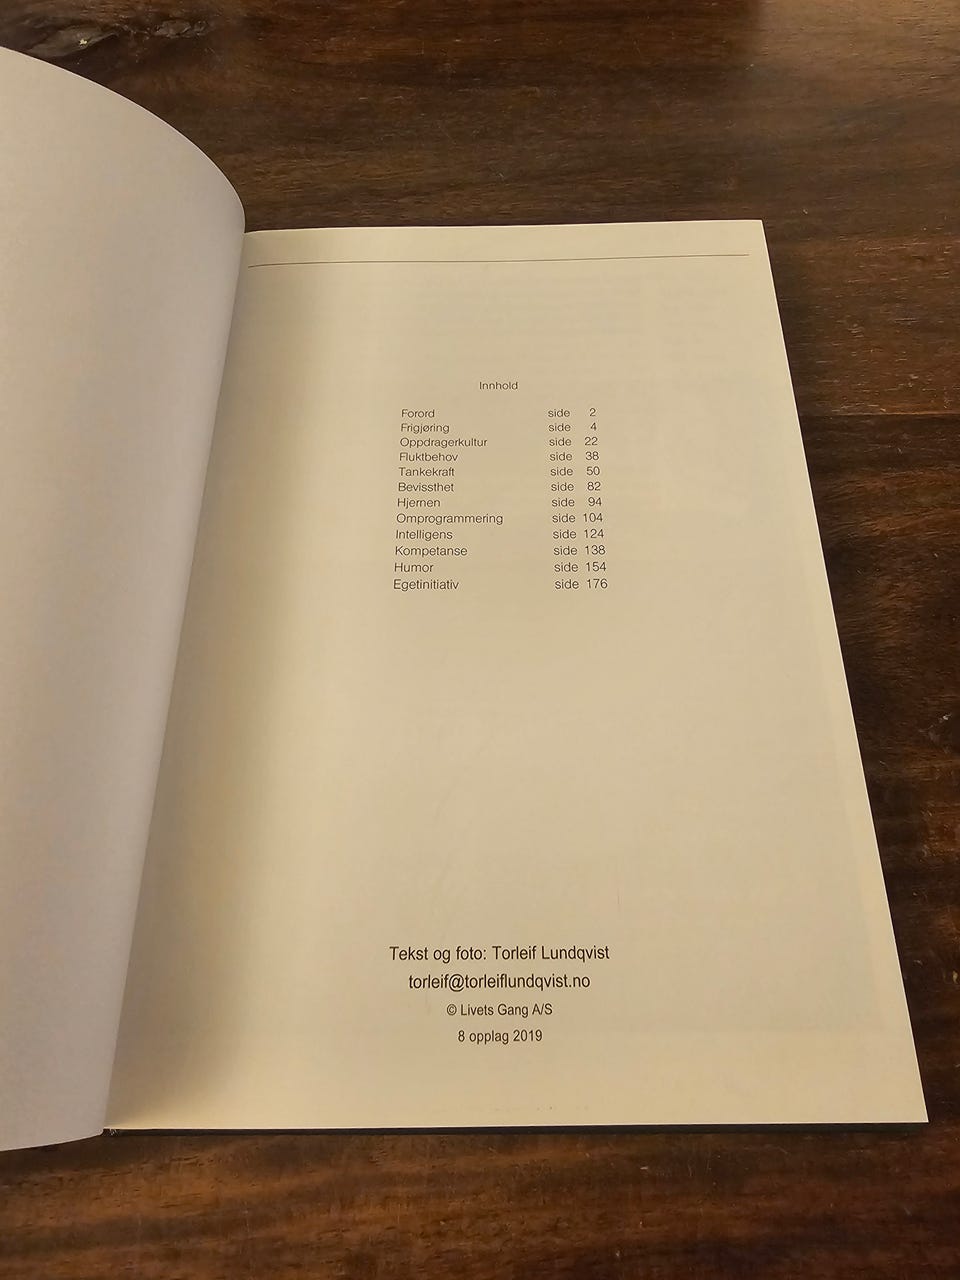 Innhold
Forord side 2
Frigjøring side 4
Oppdragerkultur side 22
Fluktbehov side 38
Tankekraft side 50
Bevissthet side 82
Hjernen side 94
Omprogrammering side 104
Intelligens side 124
Kompetanse side 138
Humor side 154
Egetinitiativ side 176
Tekst og foto: Torleif Lundqvist
torleif@torleiflundqvist.no
© Livets Gang A/S
8 opplag 2019